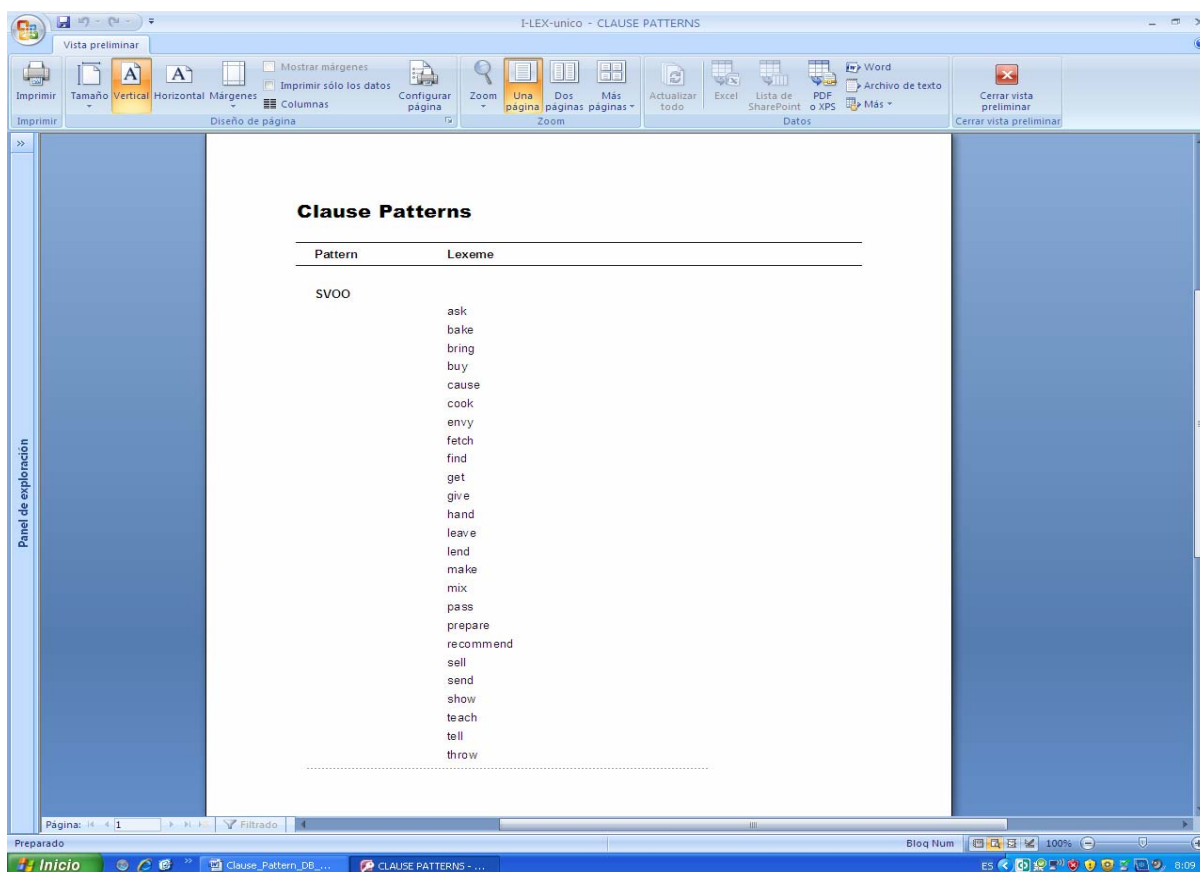 I-LEX-unico - CLAUSE PATTERNS
Vista preliminar
Imprimir
Tamaño
Vertical
Horizontal
Márgenes
Mostrar márgenes
Imprimir sólo los datos
Columnas
Configurar página
Zoom
Una página
Dos páginas
Más páginas
Actualizar todo
Excel
Lista de SharePoint
PDF o XPS
Word
Archivo de texto
Más
Cerrar vista preliminar
Imprimir
Diseño de página
Zoom
Datos
Cerrar vista preliminar
Panel de exploración
Clause Patterns
Pattern Lexeme
SVOO
ask
bake
bring
buy
cause
cook
envy
fetch
find
get
give
hand
leave
lend
make
mix
pass
prepare
recommend
sell
send
show
teach
tell
throw
Página: 1 Filtrado
Preparado
Bloq Num 100%
Inicio
Clause_Pattern_DB_...
CLAUSE PATTERNS - ...
ES 8:09